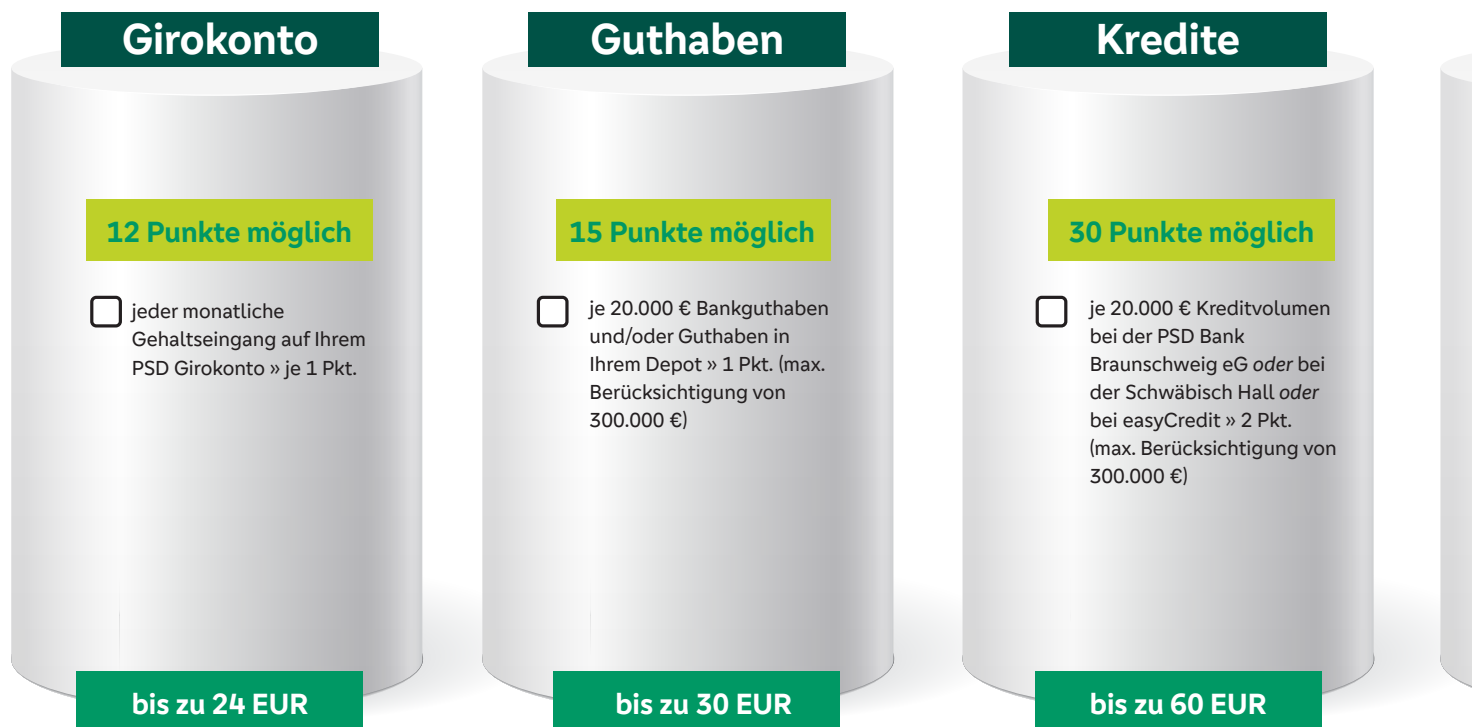 Girokonto
12 Punkte möglich
jeder monatliche
Gehaltseingang auf Ihrem
PSD Girokonto » je 1 Pkt.
bis zu 24 EUR
Guthaben
15 Punkte möglich
je 20.000 € Bankguthaben
und/oder Guthaben in
Ihrem Depot » 1 Pkt. (max.
Berücksichtigung von
300.000 €)
bis zu 30 EUR
Kredite
30 Punkte möglich
je 20.000 € Kreditvolumen
bei der PSD Bank
Braunschweig eG oder bei
der Schwäbisch Hall oder
bei easyCredit » 2 Pkt.
(max. Berücksichtigung von
300.000 €)
bis zu 60 EUR